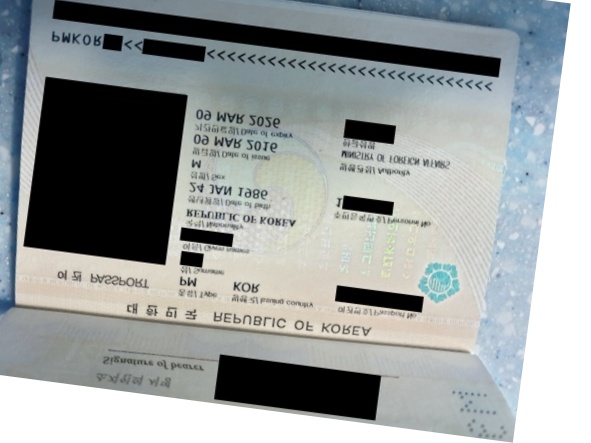 소지인의 서명
Signature of bearer
대 한 민 국 REPUBLIC OF KOREA
여 권 PASSPORT
종류/ Type 발행국/ Issuing country 여권번호/ Passport No.
PM KOR
성/ Surname
이름/ Given names
국적/ Nationality
REPUBLIC OF KOREA
생년월일/ Date of birth 주민등록번호/ Personal No.
24 JAN 1986 1
성별/ Sex 발행관청/ Authority
M MINISTRY OF FOREIGN AFFAIRS
발급일/ Date of issue 한글성명
09 MAR 2016
기간만료일/ Date of expiry
09 MAR 2026
PMKOR <<  <<<<<<<<<<<<<<<<<<<<<<<<<<<<<<